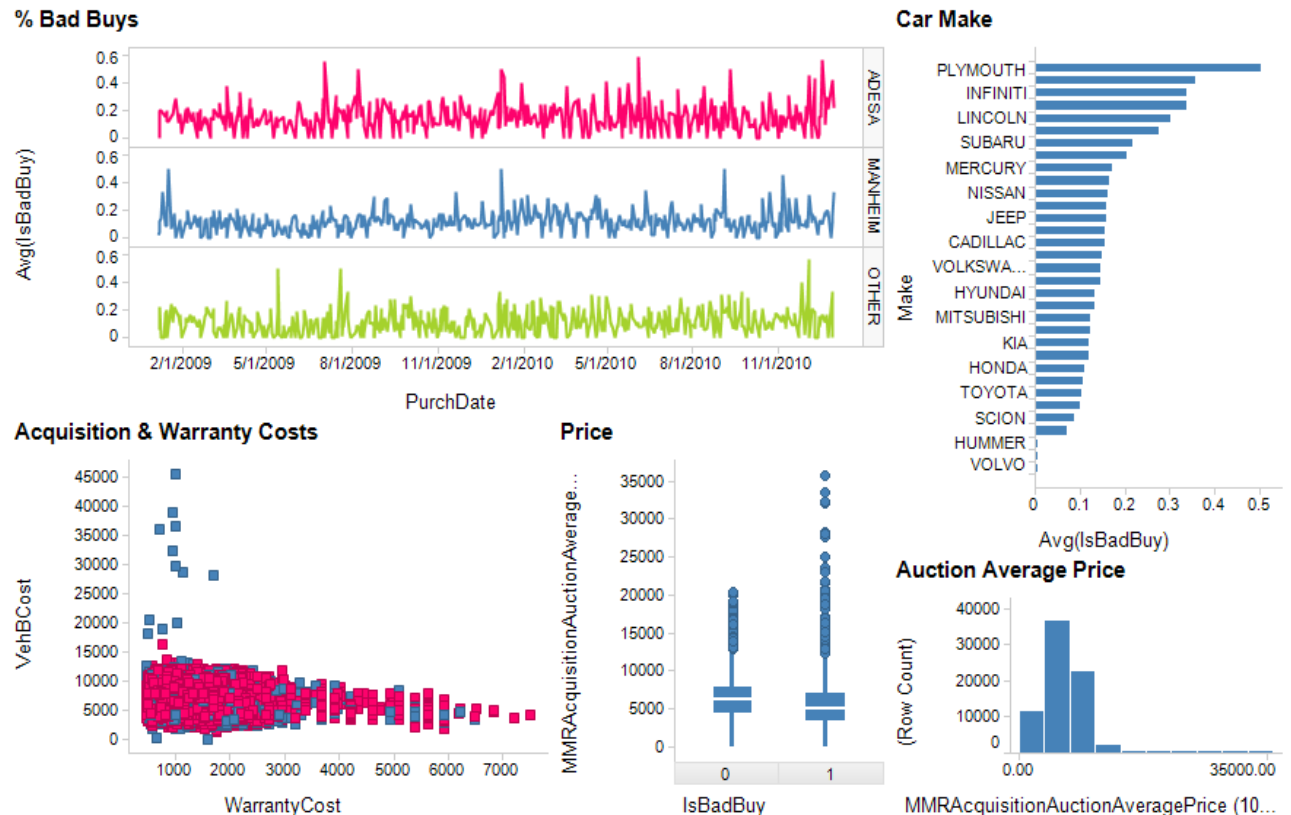 % Bad Buys
Avg(IsBadBuy)
0.6
0.4
0.2
0
ADESA
0.6
0.4
0.2
0
MANHEIM
0.6
0.4
0.2
0
OTHER
2/1/2009 5/1/2009 8/1/2009 11/1/2009 2/1/2010 5/1/2010 8/1/2010 11/1/2010
PurchDate
Car Make
Make
PLYMOUTH
INFINITI
LINCOLN
SUBARU
MERCURY
NISSAN
JEEP
CADILLAC
VOLKSWA...
HYUNDAI
MITSUBISHI
KIA
HONDA
TOYOTA
SCION
HUMMER
VOLVO
0 0.1 0.2 0.3 0.4 0.5
Avg(IsBadBuy)
Acquisition & Warranty Costs
VehBCost
45000
40000
35000
30000
25000
20000
15000
10000
5000
0
1000 2000 3000 4000 5000 6000 7000
WarrantyCost
Price
MMRAcquisitionAuctionAverage...
35000
30000
25000
20000
15000
10000
5000
0
0 1
IsBadBuy
Auction Average Price
(Row Count)
40000
30000
20000
10000
0
0.00 35000.00
MMRAcquisitionAuctionAveragePrice (10...